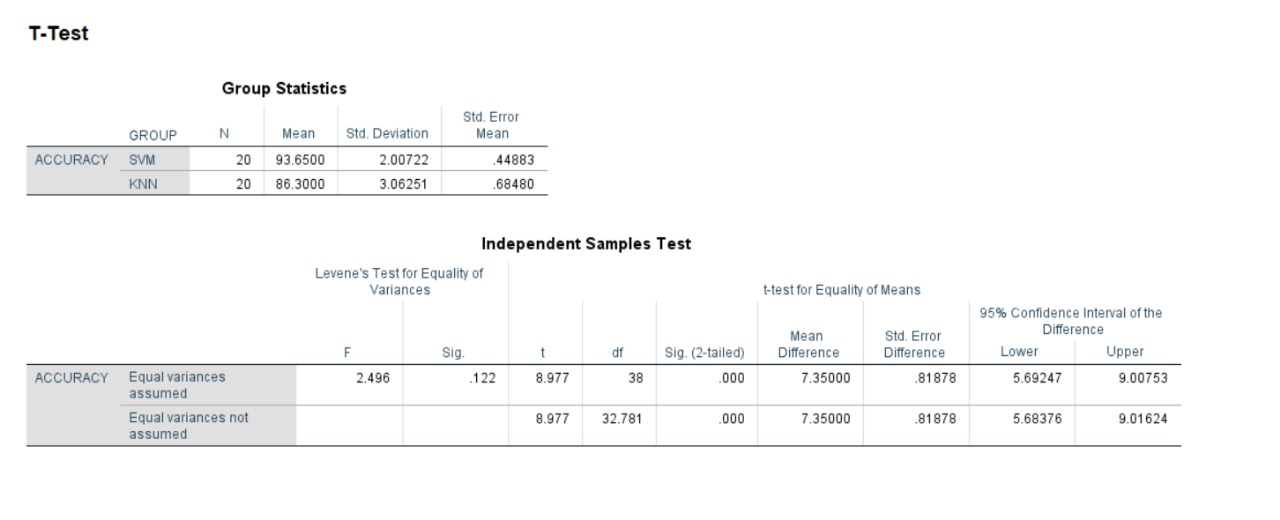 T-Test
Group Statistics
GROUP N Mean Std. Deviation Std. Error Mean
ACCURACY SVM 20 93.6500 2.00722 .44883
KNN 20 86.3000 3.06251 .68480
Independent Samples Test
Levene's Test for Equality of Variances t-test for Equality of Means
95% Confidence Interval of the Difference
F Sig. t df Sig. (2-tailed) Mean Difference Std. Error Difference Lower Upper
ACCURACY Equal variances assumed 2.496 .122 8.977 38 .000 7.35000 .81878 5.69247 9.00753
Equal variances not assumed 8.977 32.781 .000 7.35000 .81878 5.68376 9.01624